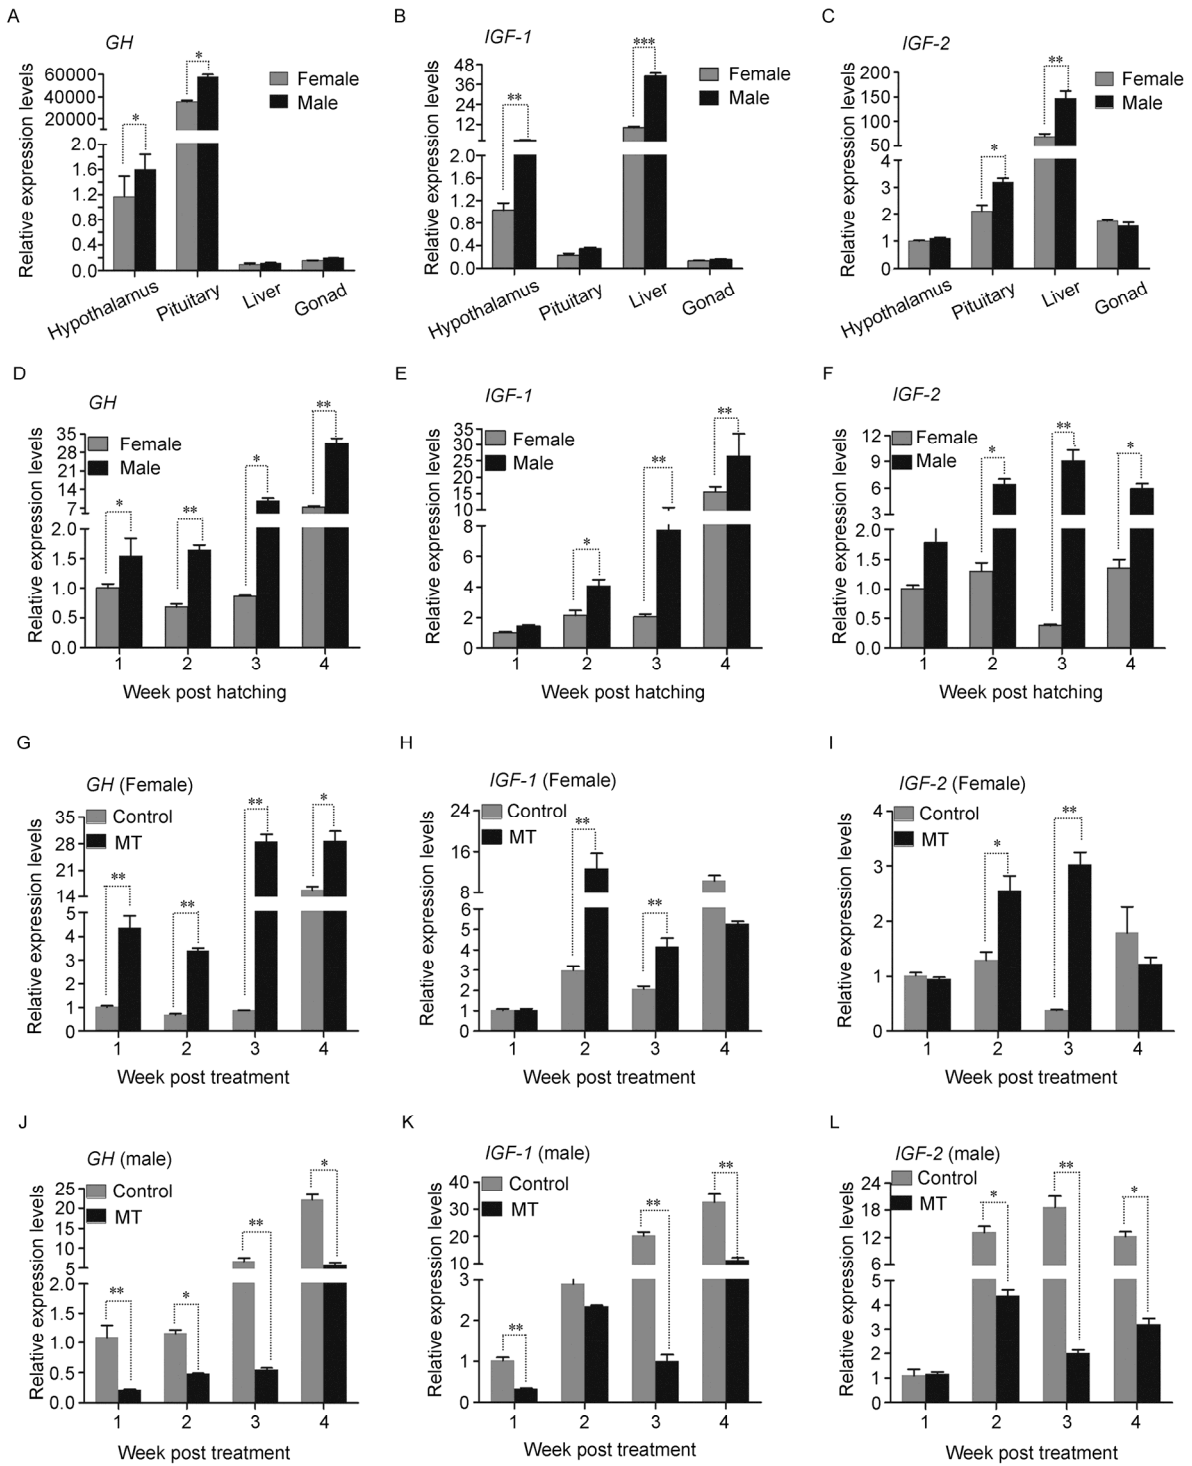 A
GH
Relative expression levels
60000
40000
20000
2.0
1.6
1.2
0.8
0.4
0.0
*
*
Female
Male
Hypothalamus
Pituitary
Liver
Gonad
B
IGF-1
Relative expression levels
48
36
24
12
2.0
1.6
1.2
0.8
0.4
0.0
**
***
Female
Male
Hypothalamus
Pituitary
Liver
Gonad
C
IGF-2
Relative expression levels
200
150
100
50
4
3
2
1
0
*
**
Female
Male
Hypothalamus
Pituitary
Liver
Gonad
D
GH
Female
Male
Relative expression levels
35
28
21
14
7
2.0
1.5
1.0
0.5
0.0
*
**
*
**
1 2 3 4
Week post hatching
E
IGF-1
Female
Male
Relative expression levels
35
30
25
20
15
10
8
6
4
2
0
*
**
**
1 2 3 4
Week post hatching
F
IGF-2
Female
Male
Relative expression levels
12
9
6
3
2.0
1.5
1.0
0.5
0.0
*
**
*
1 2 3 4
Week post hatching
G
GH (Female)
Control
MT
Relative expression levels
35
28
21
14
5
4
3
2
1
0
**
**
**
*
1 2 3 4
Week post treatment
H
IGF-1 (Female)
Control
MT
Relative expression levels
24
16
8
6
5
4
3
2
1
0
**
**
1 2 3 4
Week post treatment
I
IGF-2 (Female)
Control
MT
Relative expression levels
4
3
2
1
0
*
**
1 2 3 4
Week post treatment
J
GH (male)
Control
MT
Relative expression levels
25
20
15
10
5
2.0
1.5
1.0
0.5
0.0
**
*
**
*
1 2 3 4
Week post treatment
K
IGF-1 (male)
Control
MT
Relative expression levels
40
30
20
10
3
2
1
0
**
**
**
1 2 3 4
Week post treatment
L
IGF-2 (male)
Control
MT
Relative expression levels
24
18
12
6
5
4
3
2
1
0
*
**
*
1 2 3 4
Week post treatment